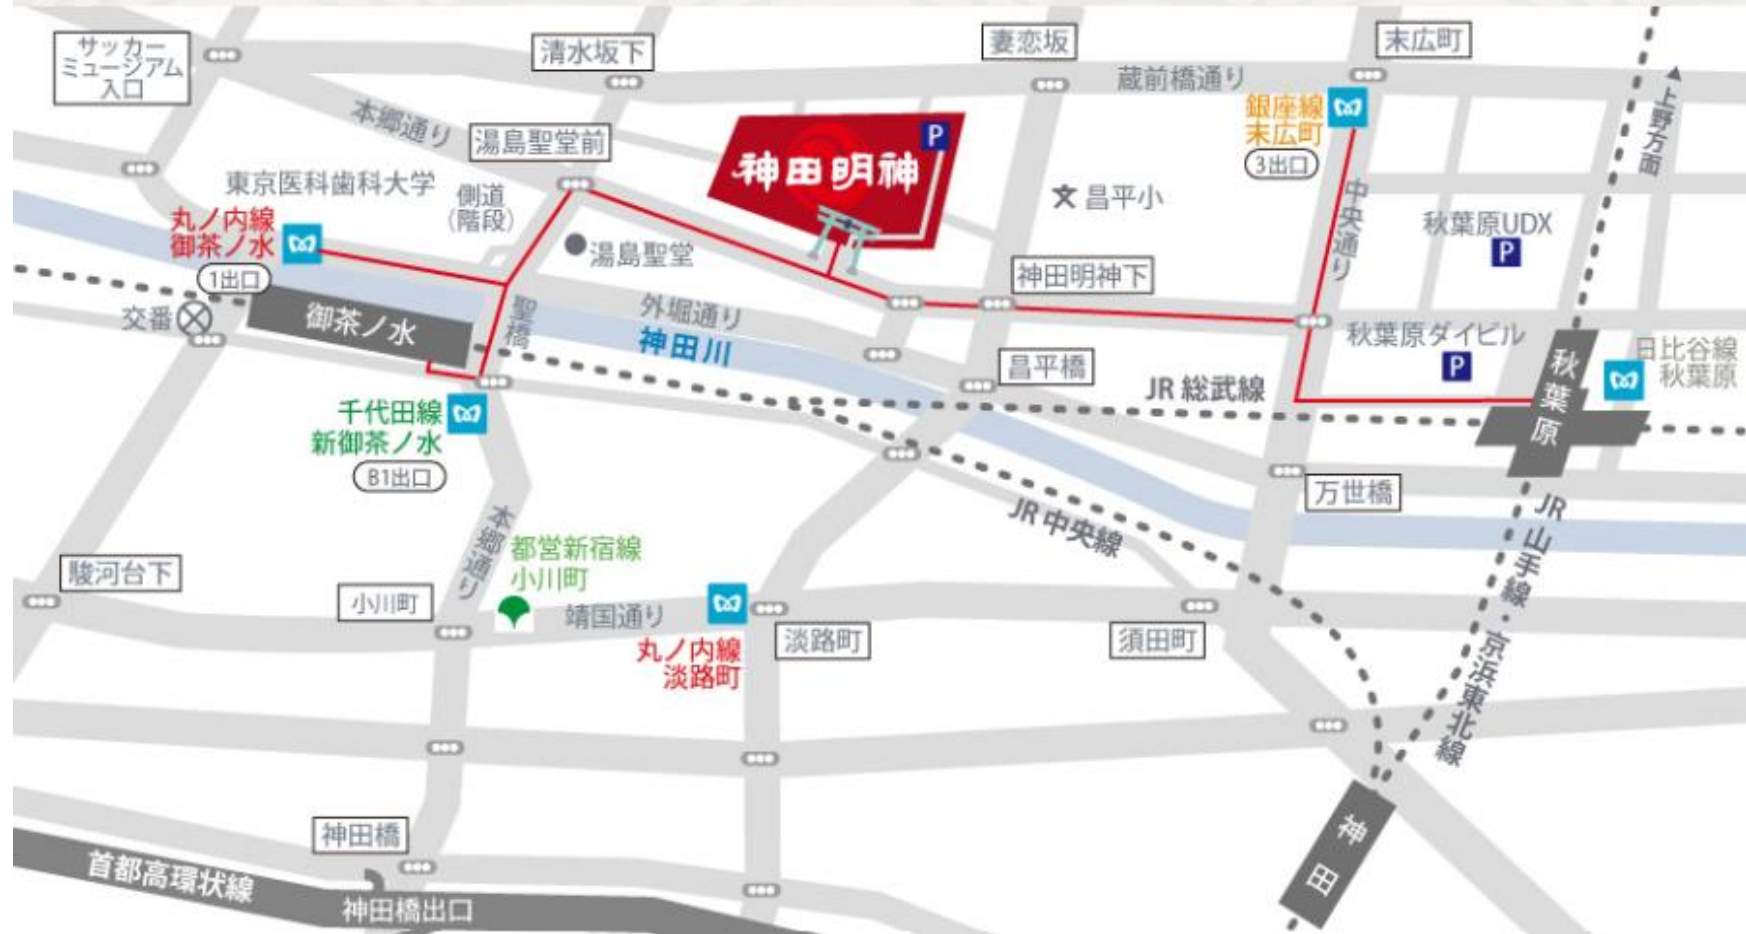 サッカー
ミュージアム
入口
清水坂下
妻恋坂
末広町
蔵前橋通り
本郷通り
湯島聖堂前
銀座線
末広町
3出口
▲上野方面
神田明神
P
東京医科歯科大学
側道
(階段)
昌平小
中央通り
秋葉原UDX
P
丸ノ内線
御茶ノ水
1出口
湯島聖堂
神田明神下
交番
御茶ノ水
聖橋
外堀通り
神田川
昌平橋
秋葉原ダイビル
P
秋葉原
日比谷線
秋葉原
JR 総武線
千代田線
新御茶ノ水
B1出口
万世橋
JR 中央線
JR 山手線・京浜東北線
本郷通り
都営新宿線
小川町
駿河台下
小川町
靖国通り
淡路町
丸ノ内線
淡路町
須田町
神田橋
神田
首都高環状線
神田橋出口